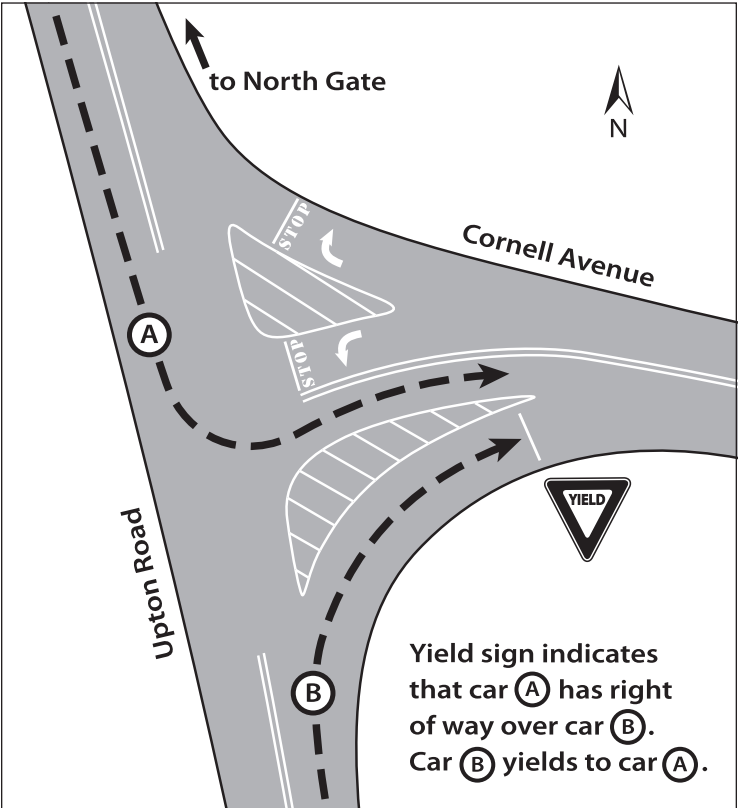 to North Gate
N
STOP
Cornell Avenue
A
STOP
YIELD
Upton Road
B
Yield sign indicates
that car A has right
of way over car B.
Car B yields to car A.